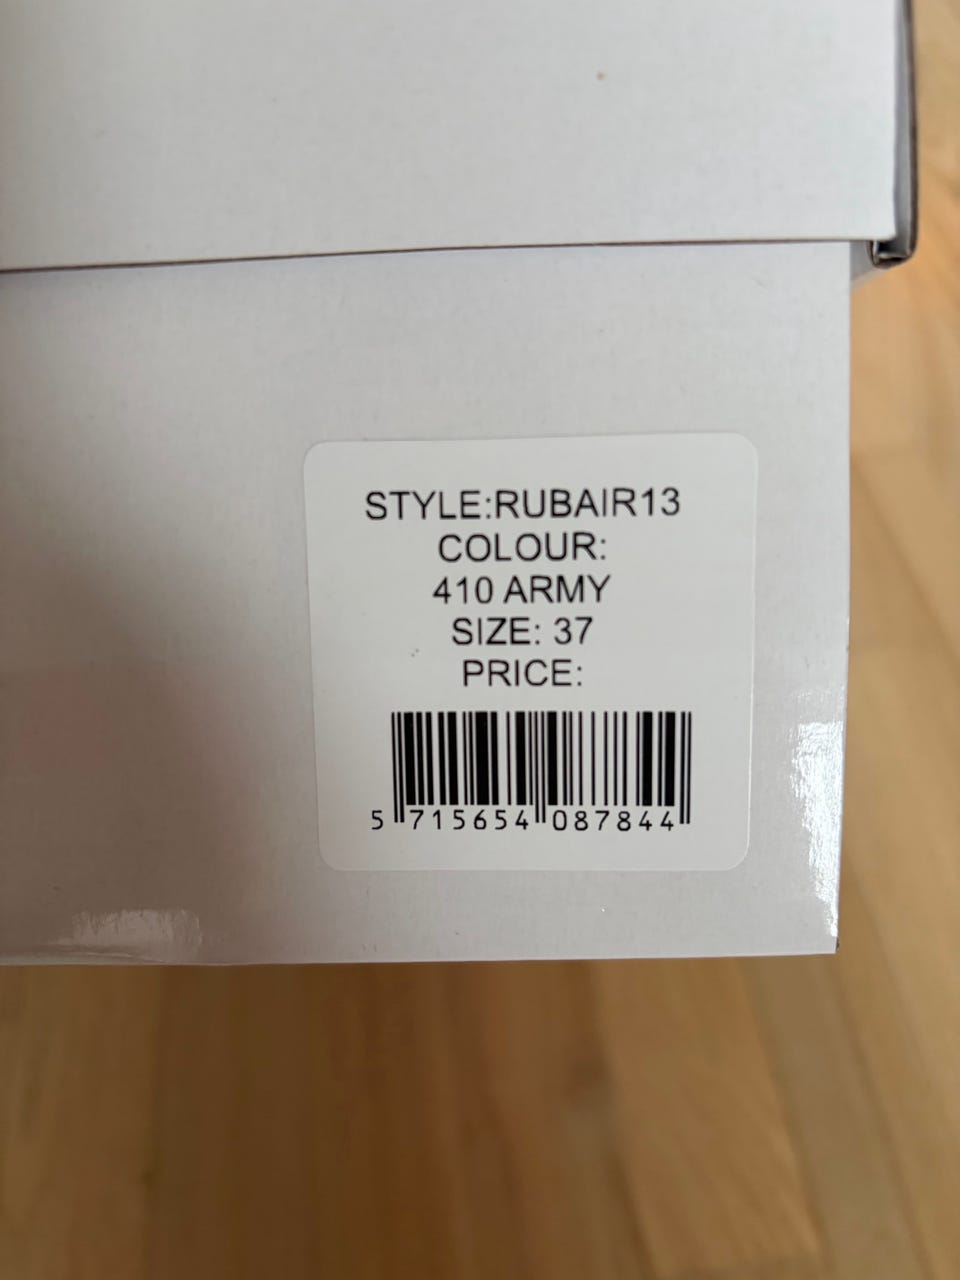 STYLE:RUBAIR13
COLOUR:
410 ARMY
SIZE: 37
PRICE:
5 715654 087844